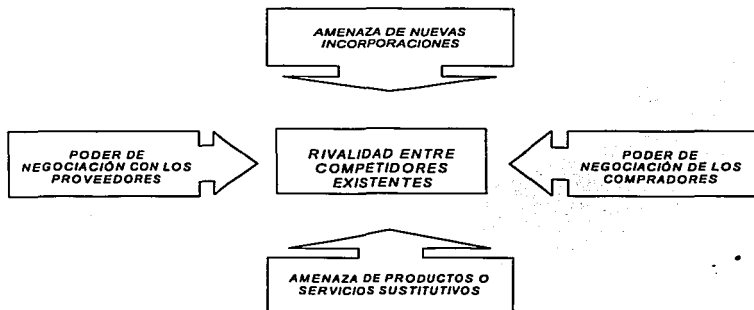 AMENAZA DE NUEVAS
INCORPORACIONES
PODER DE
NEGOCIACIÓN CON LOS
PROVEEDORES
RIVALIDAD ENTRE
COMPETIDORES
EXISTENTES
PODER DE
NEGOCIACIÓN DE LOS
COMPRADORES
AMENAZA DE PRODUCTOS O
SERVICIOS SUSTITUTIVOS